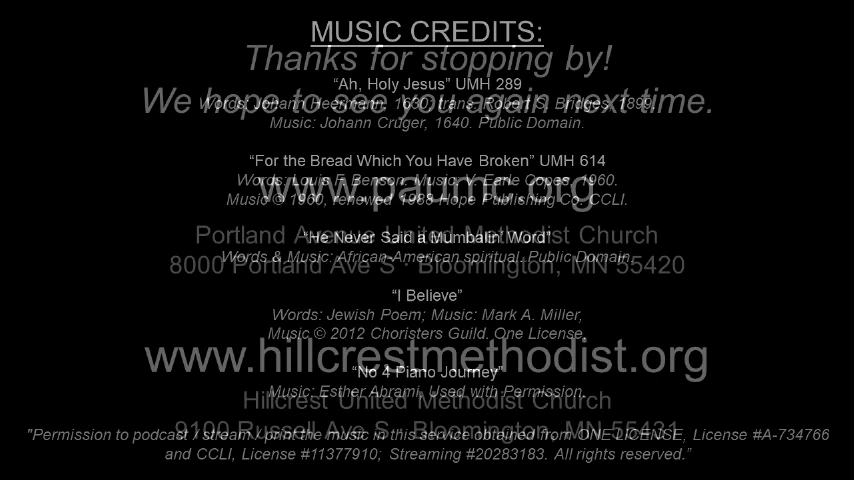 MUSIC CREDITS:
Thanks for stopping by!
“Ah, Holy Jesus” UMH 289
We hope to see you again next time.
Words: Johann Heermann, 1630; trans. Robert S. Bridges, 1899.
Music: Johann Cruger, 1640. Public Domain.
“For the Bread Which You Have Broken” UMH 614
Words: Louis F. Benson. Music: V. Earle Copes, 1960.
www.paumc.org
Music © 1960, renewed 1988 Hope Publishing Co. CCLI.
Portland Avenue United Methodist Church
“He Never Said a Mumbalin’ Word”
Words & Music: African-American spiritual. Public Domain.
8000 Portland Ave S · Bloomington, MN 55420
“I Believe”
Words: Jewish Poem; Music: Mark A. Miller,
Music © 2012 Choristers Guild. One License.
www.hillcrestmethodist.org
“No 4 Piano Journey”
Music: Esther Abrami, Used with Permission.
Hillcrest United Methodist Church
9100 Russell Ave S · Bloomington, MN 55431
"Permission to podcast / stream / print the music in this service obtained from ONE LICENSE, License #A-734766
and CCLI, License #11377910; Streaming #20283183. All rights reserved.”